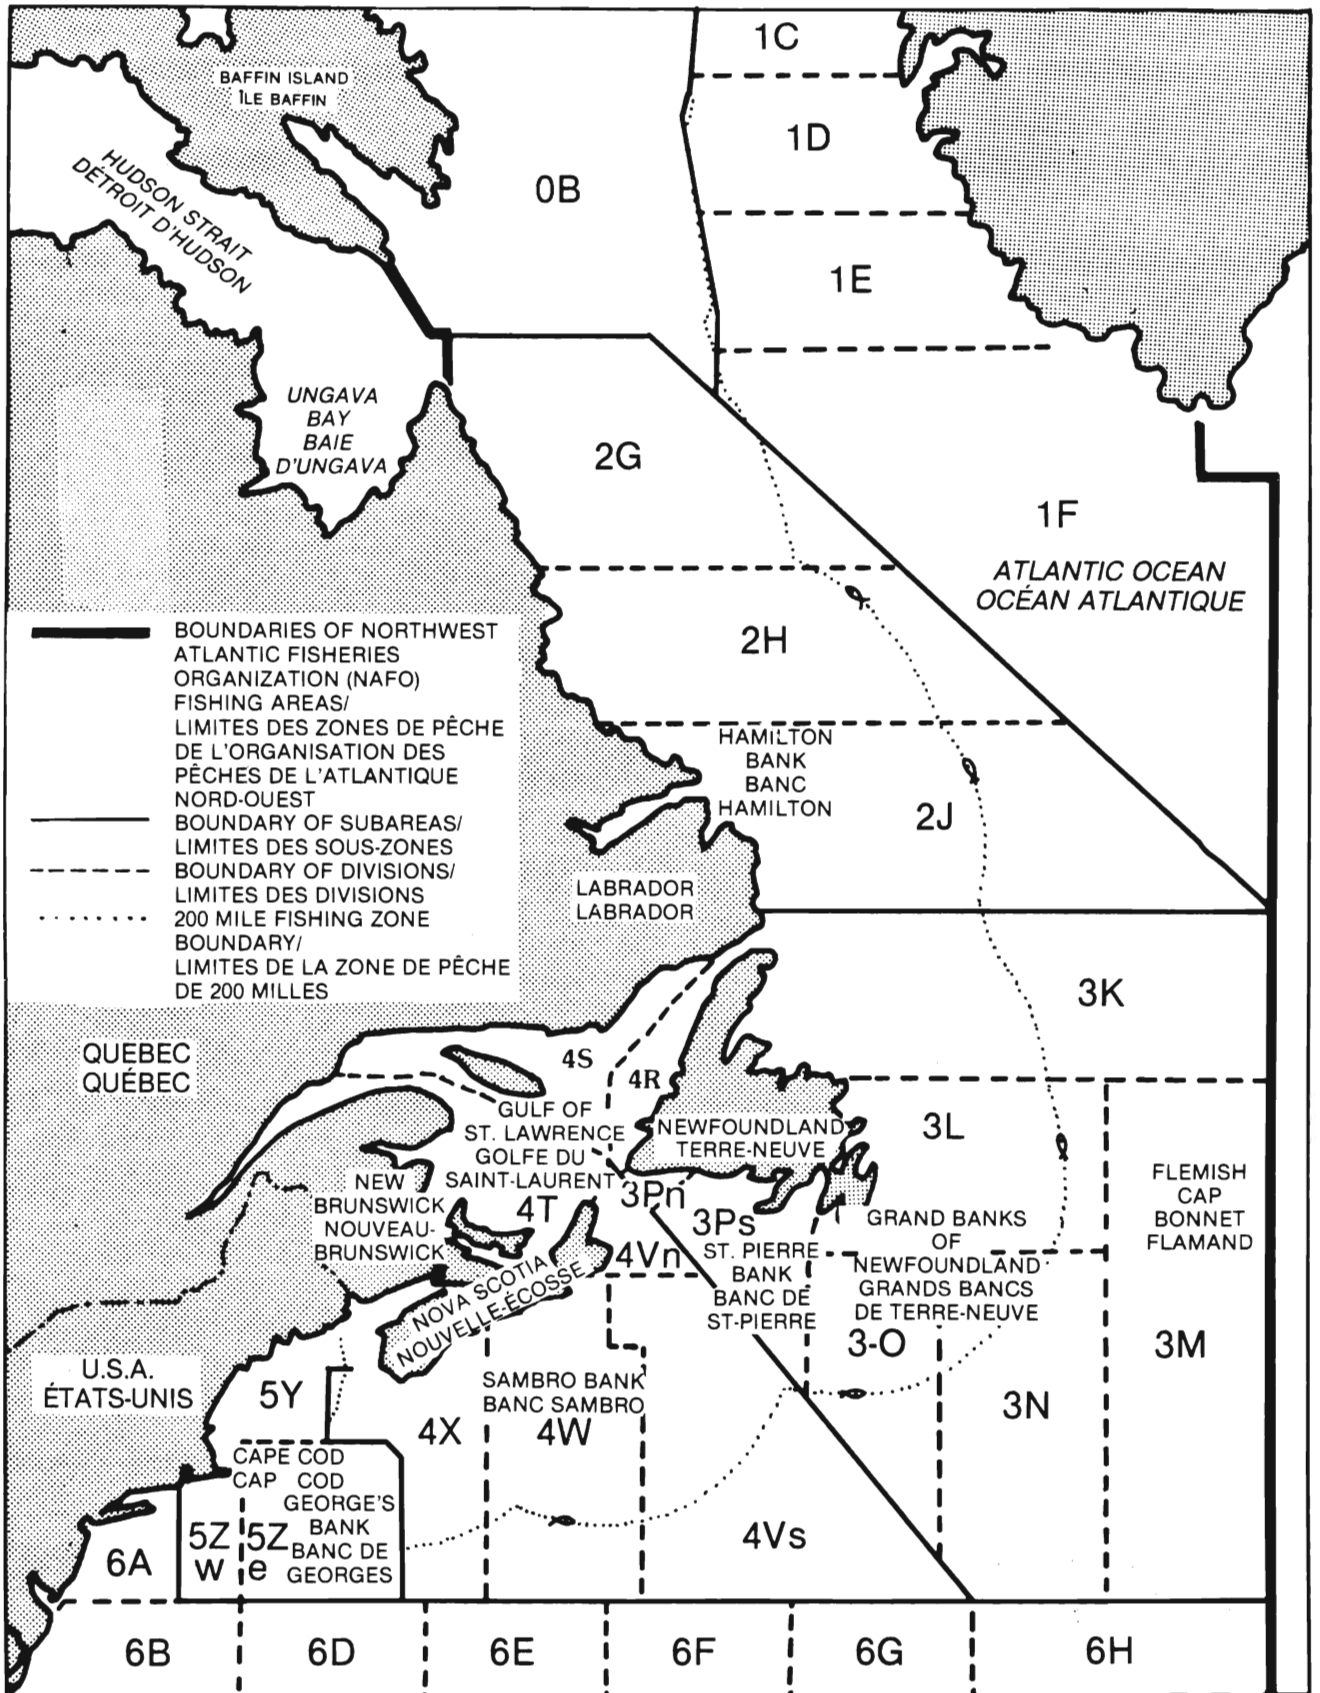 1C
BAFFIN ISLAND
ÎLE BAFFIN
1D
0B
HUDSON STRAIT
DÉTROIT D'HUDSON
1E
UNGAVA
BAY
BAIE
D'UNGAVA
2G
1F
ATLANTIC OCEAN
OCÉAN ATLANTIQUE
BOUNDARIES OF NORTHWEST
ATLANTIC FISHERIES
ORGANIZATION (NAFO)
FISHING AREAS/
LIMITES DES ZONES DE PÊCHE
DE L'ORGANISATION DES
PÊCHES DE L'ATLANTIQUE
NORD-OUEST
BOUNDARY OF SUBAREAS/
LIMITES DES SOUS-ZONES
BOUNDARY OF DIVISIONS/
LIMITES DES DIVISIONS
200 MILE FISHING ZONE
BOUNDARY/
LIMITES DE LA ZONE DE PÊCHE
DE 200 MILLES
2H
HAMILTON
BANK
BANC
HAMILTON
2J
LABRADOR
LABRADOR
3K
QUEBEC
QUÉBEC
4S
4R
GULF OF
ST. LAWRENCE
GOLFE DU
SAINT-LAURENT
NEWFOUNDLAND
TERRE-NEUVE
3L
FLEMISH
CAP
BONNET
FLAMAND
NEW
BRUNSWICK
NOUVEAU-
BRUNSWICK
4T
3Pn
3Ps
4Vn
ST. PIERRE
BANK
BANC DE
ST-PIERRE
GRAND BANKS
OF
NEWFOUNDLAND
GRANDS BANCS
DE TERRE-NEUVE
NOVA SCOTIA
NOUVELLE-ÉCOSSE
3-O
3M
U.S.A.
ÉTATS-UNIS
5Y
SAMBRO BANK
BANC SAMBRO
4X
4W
3N
CAPE COD
CAP COD
GEORGE'S
BANK
BANC DE
GEORGES
5Z
w
5Z
e
6A
4Vs
6B
6D
6E
6F
6G
6H